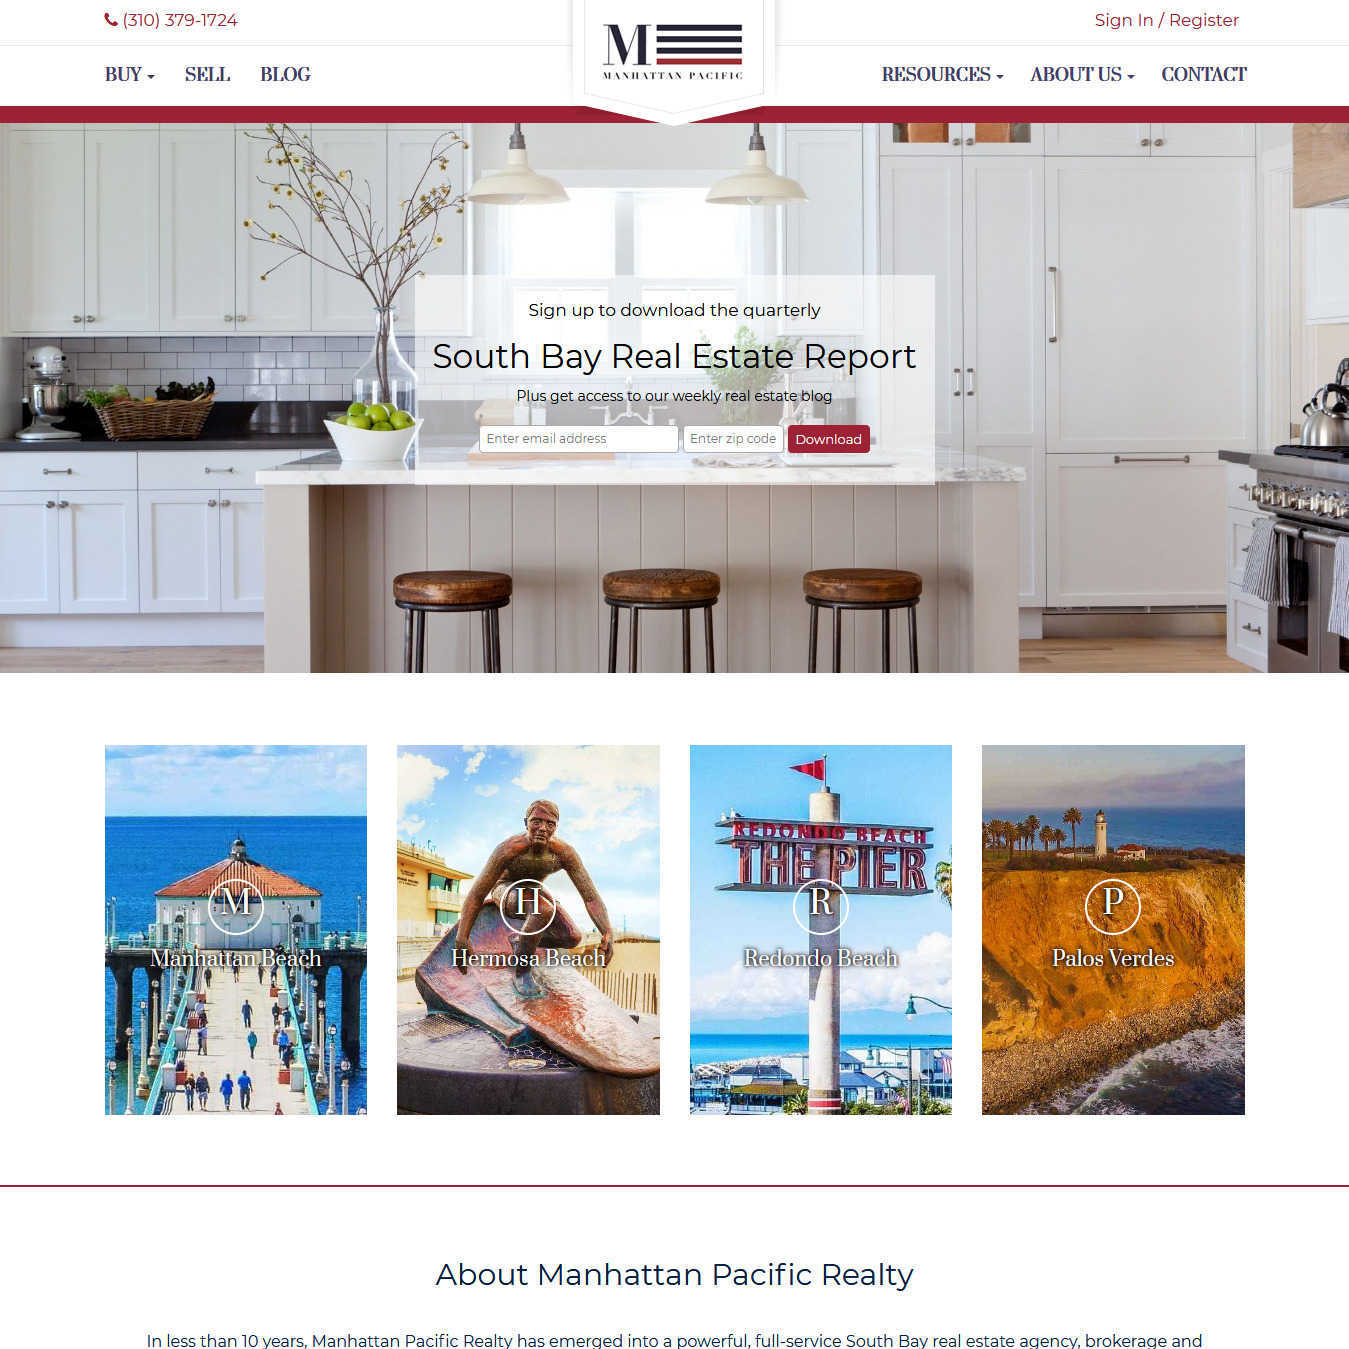 (310) 379-1724
Sign In / Register
BUY
SELL
BLOG
M
MANHATTAN PACIFIC
RESOURCES
ABOUT US
CONTACT
Sign up to download the quarterly
South Bay Real Estate Report
Plus get access to our weekly real estate blog
Enter email address
Enter zip code
Download
REDONDO BEACH
THE PIER
M
Manhattan Beach
H
Hermosa Beach
R
Redondo Beach
P
Palos Verdes
About Manhattan Pacific Realty
In less than 10 years, Manhattan Pacific Realty has emerged into a powerful, full-service South Bay real estate agency, brokerage and